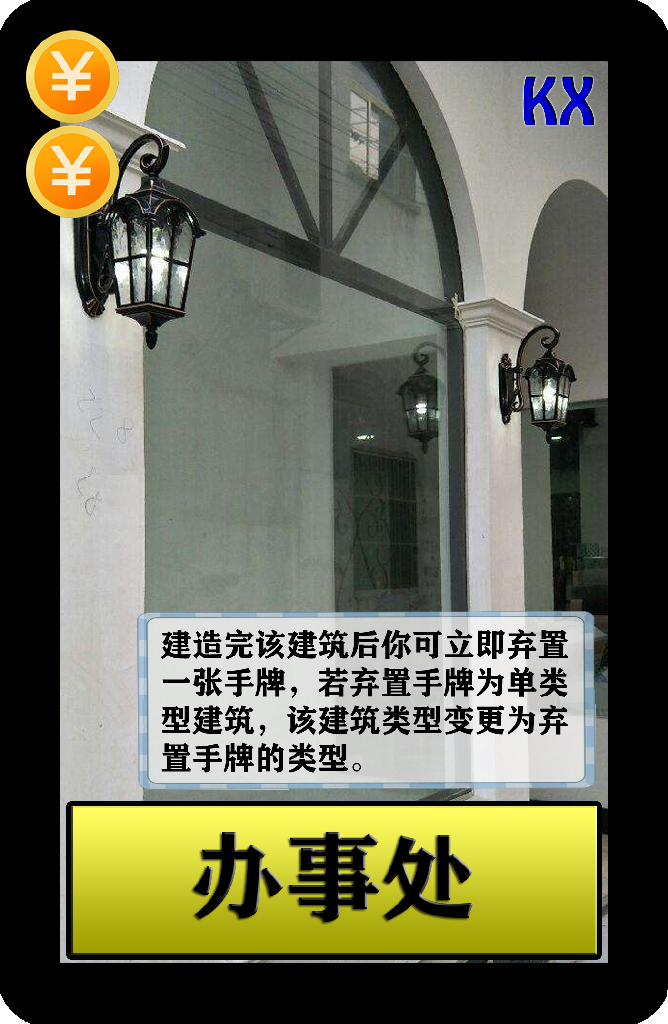 ¥
¥
KX
建造完该建筑后你可立即弃置
一张手牌，若弃置手牌为单类
型建筑，该建筑类型变更为弃
置手牌的类型。
办事处